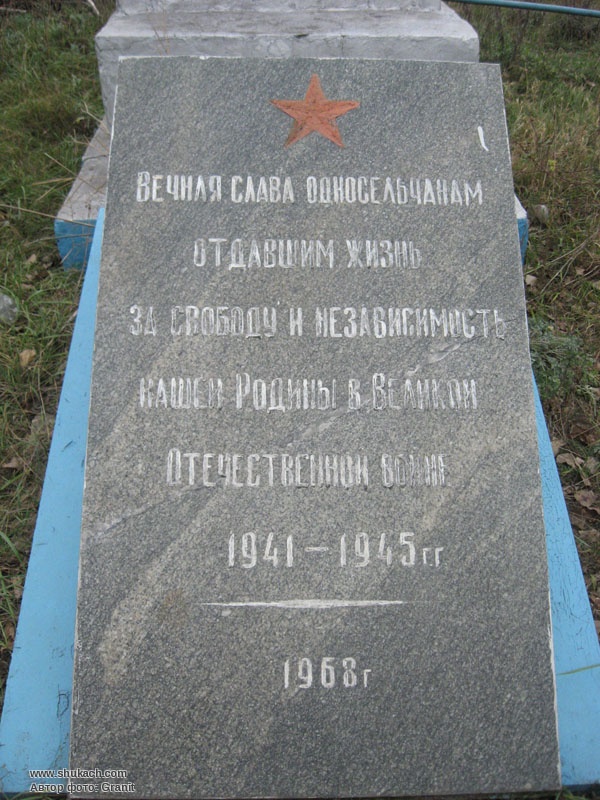 Вечная слава односельчанам
отдавшим жизнь
за свободу и независимость
нашей Родины в Великой
Отечественной войне
1941 – 1945 гг
1968 г
www.shukach.com
Автор фото: Granit